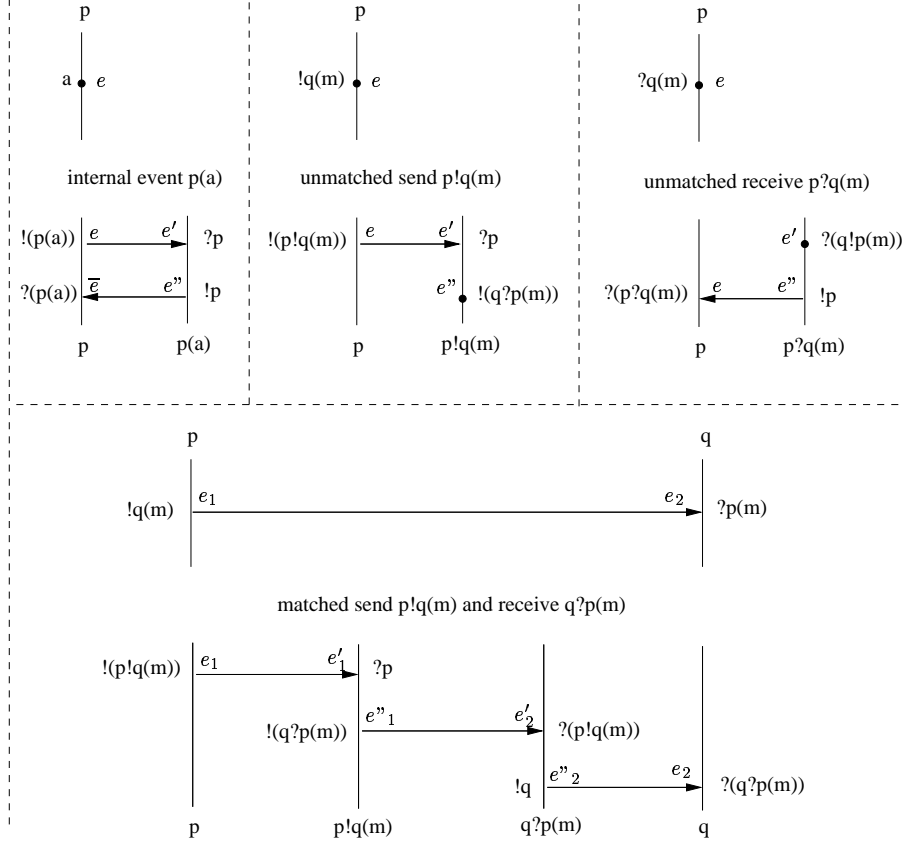 p
a e
internal event p(a)
!(p(a)) e e′ ?p
?(p(a)) e̅ e" !p
p p(a)
p
!q(m) e
unmatched send p!q(m)
!(p!q(m)) e e′ ?p
e" !(q?p(m))
p p!q(m)
p
?q(m) e
unmatched receive p?q(m)
e′ ?(q!p(m))
?(p?q(m)) e e" !p
p p?q(m)
p q
!q(m) e₁ e₂ ?p(m)
matched send p!q(m) and receive q?p(m)
!(p!q(m)) e₁ e′₁ ?p
!(q?p(m)) e"₁ e′₂ ?(p!q(m))
!q e"₂ e₂ ?(q?p(m))
p p!q(m) q?p(m) q